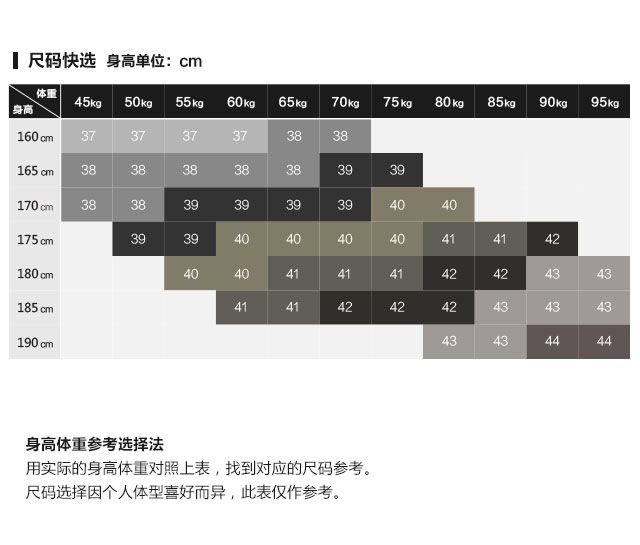 尺码快选 身高单位：cm
体重
身高
45kg 50kg 55kg 60kg 65kg 70kg 75kg 80kg 85kg 90kg 95kg
160cm 37 37 37 37 38 38
165cm 38 38 38 38 38 39 39
170cm 38 38 39 39 39 39 40 40
175cm 39 39 40 40 40 40 41 41 42
180cm 40 40 41 41 41 42 42 43 43
185cm 41 41 42 42 42 43 43 43
190cm 43 43 44 44
身高体重参考选择法
用实际的身高体重对照上表，找到对应的尺码参考。
尺码选择因个人体型喜好而异，此表仅作参考。